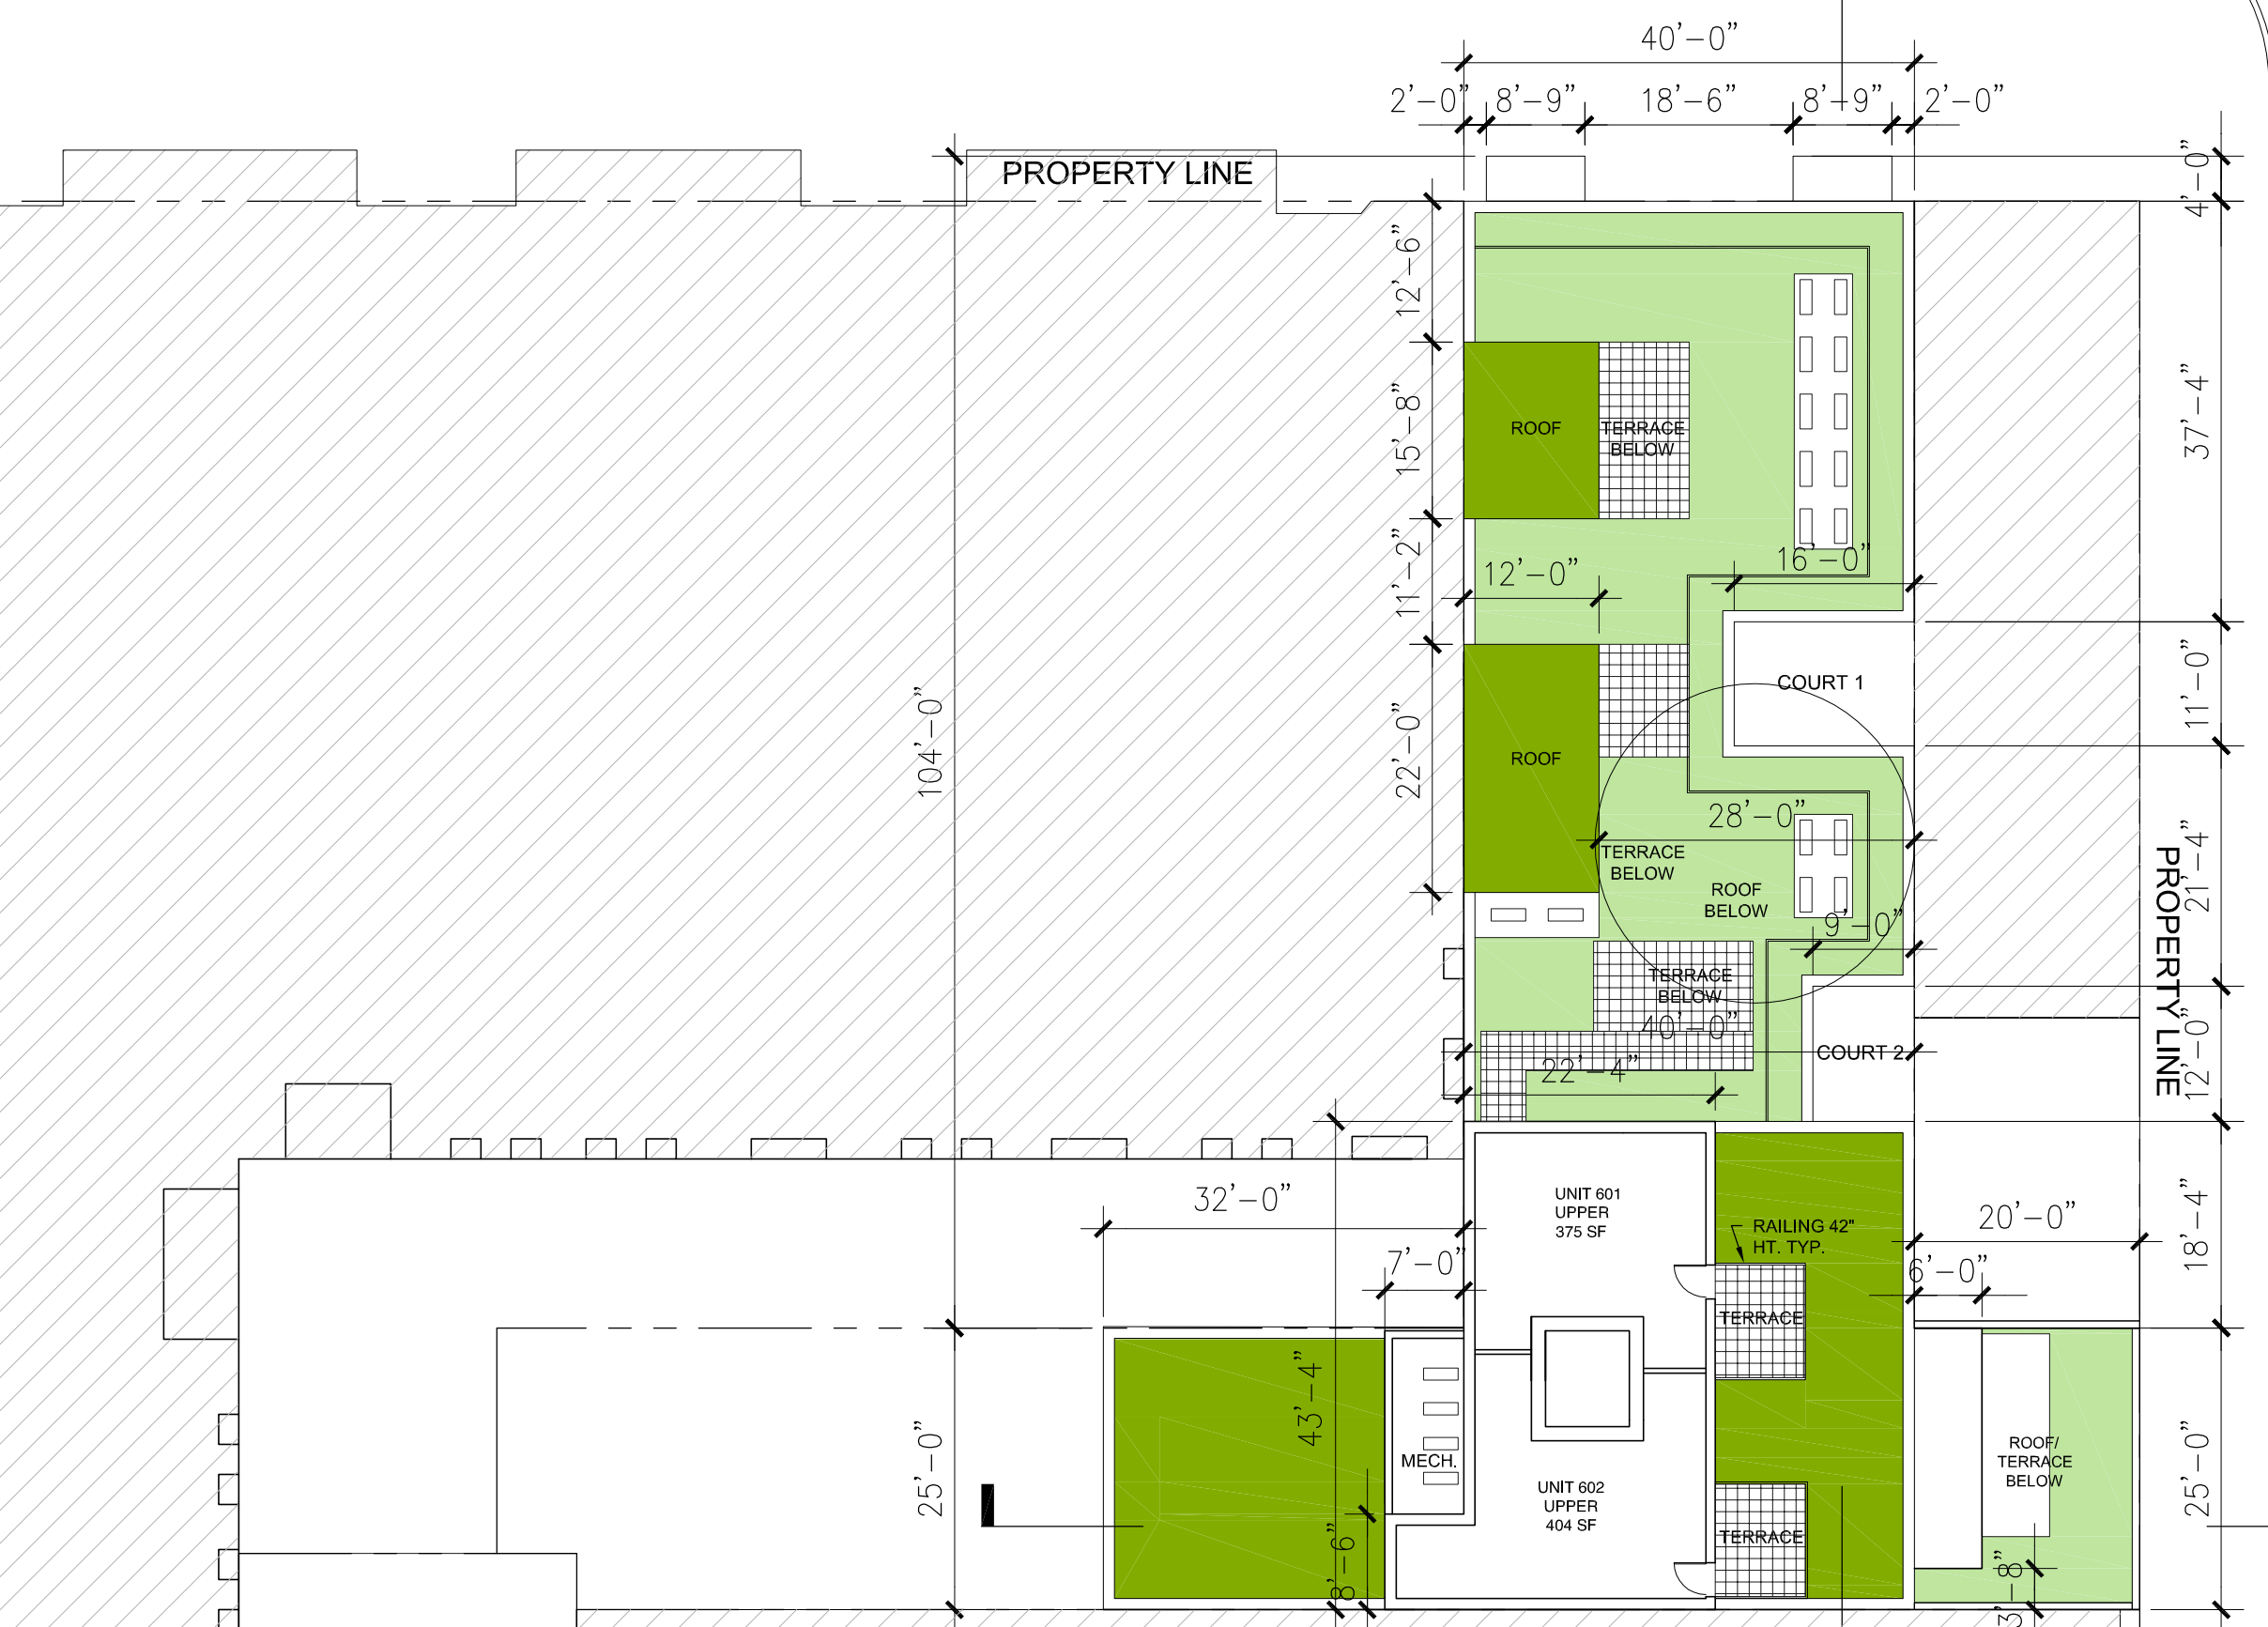 40'-0"
2'-0" 8'-9" 18'-6" 8'-9" 2'-0"
PROPERTY LINE
4'-0"
12'-6"
37'-4"
15'-8"
ROOF
TERRACE
BELOW
11'-2"
12'-0"
16'-0"
104'-0"
COURT 1
11'-0"
22'-0"
ROOF
28'-0"
TERRACE
BELOW
ROOF
BELOW
21'-4"
PROPERTY LINE
9'-0"
TERRACE
BELOW
40'-0"
COURT 2
12'-0"
22'-4"
32'-0"
UNIT 601
UPPER
375 SF
RAILING 42"
HT. TYP.
20'-0"
18'-4"
7'-0"
6'-0"
TERRACE
43'-4"
25'-0"
MECH.
UNIT 602
UPPER
404 SF
ROOF/
TERRACE
BELOW
25'-0"
TERRACE
8'-6"
3'-8"